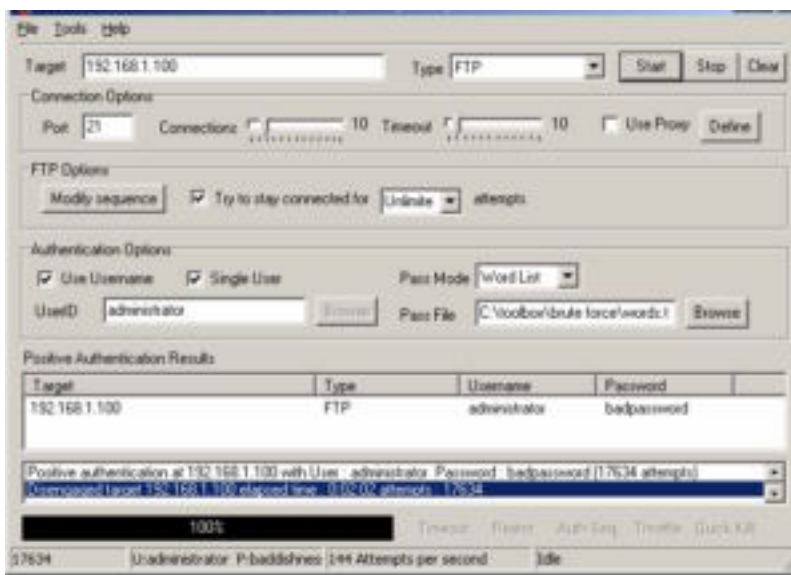 File Tools Help
Target 192.168.1.100 Type FTP Start Stop Clear
Connection Options
Port 21 Connections 10 Timeout 10 Use Proxy Define
FTP Options
Modify sequence Try to stay connected for Unlimite attempts
Authentication Options
Use Username Single User Pass Mode Word List
UserID administrator Browse Pass File C:\toolbox\brute force\words.t Browse
Positive Authentication Results
Target Type Username Password
192.168.1.100 FTP administrator badpassword
Positive authentication at 192.168.1.100 with User : administrator Password : badpassword (17634 attempts)
Disengaged target 192.168.1.100 elapsed time : 0:02:02 attempts : 17634
100%
Timeout Reject Auth Seq Throttle Quick Kill
17634 U:administrator P:baddishnes 144 Attempts per second Idle